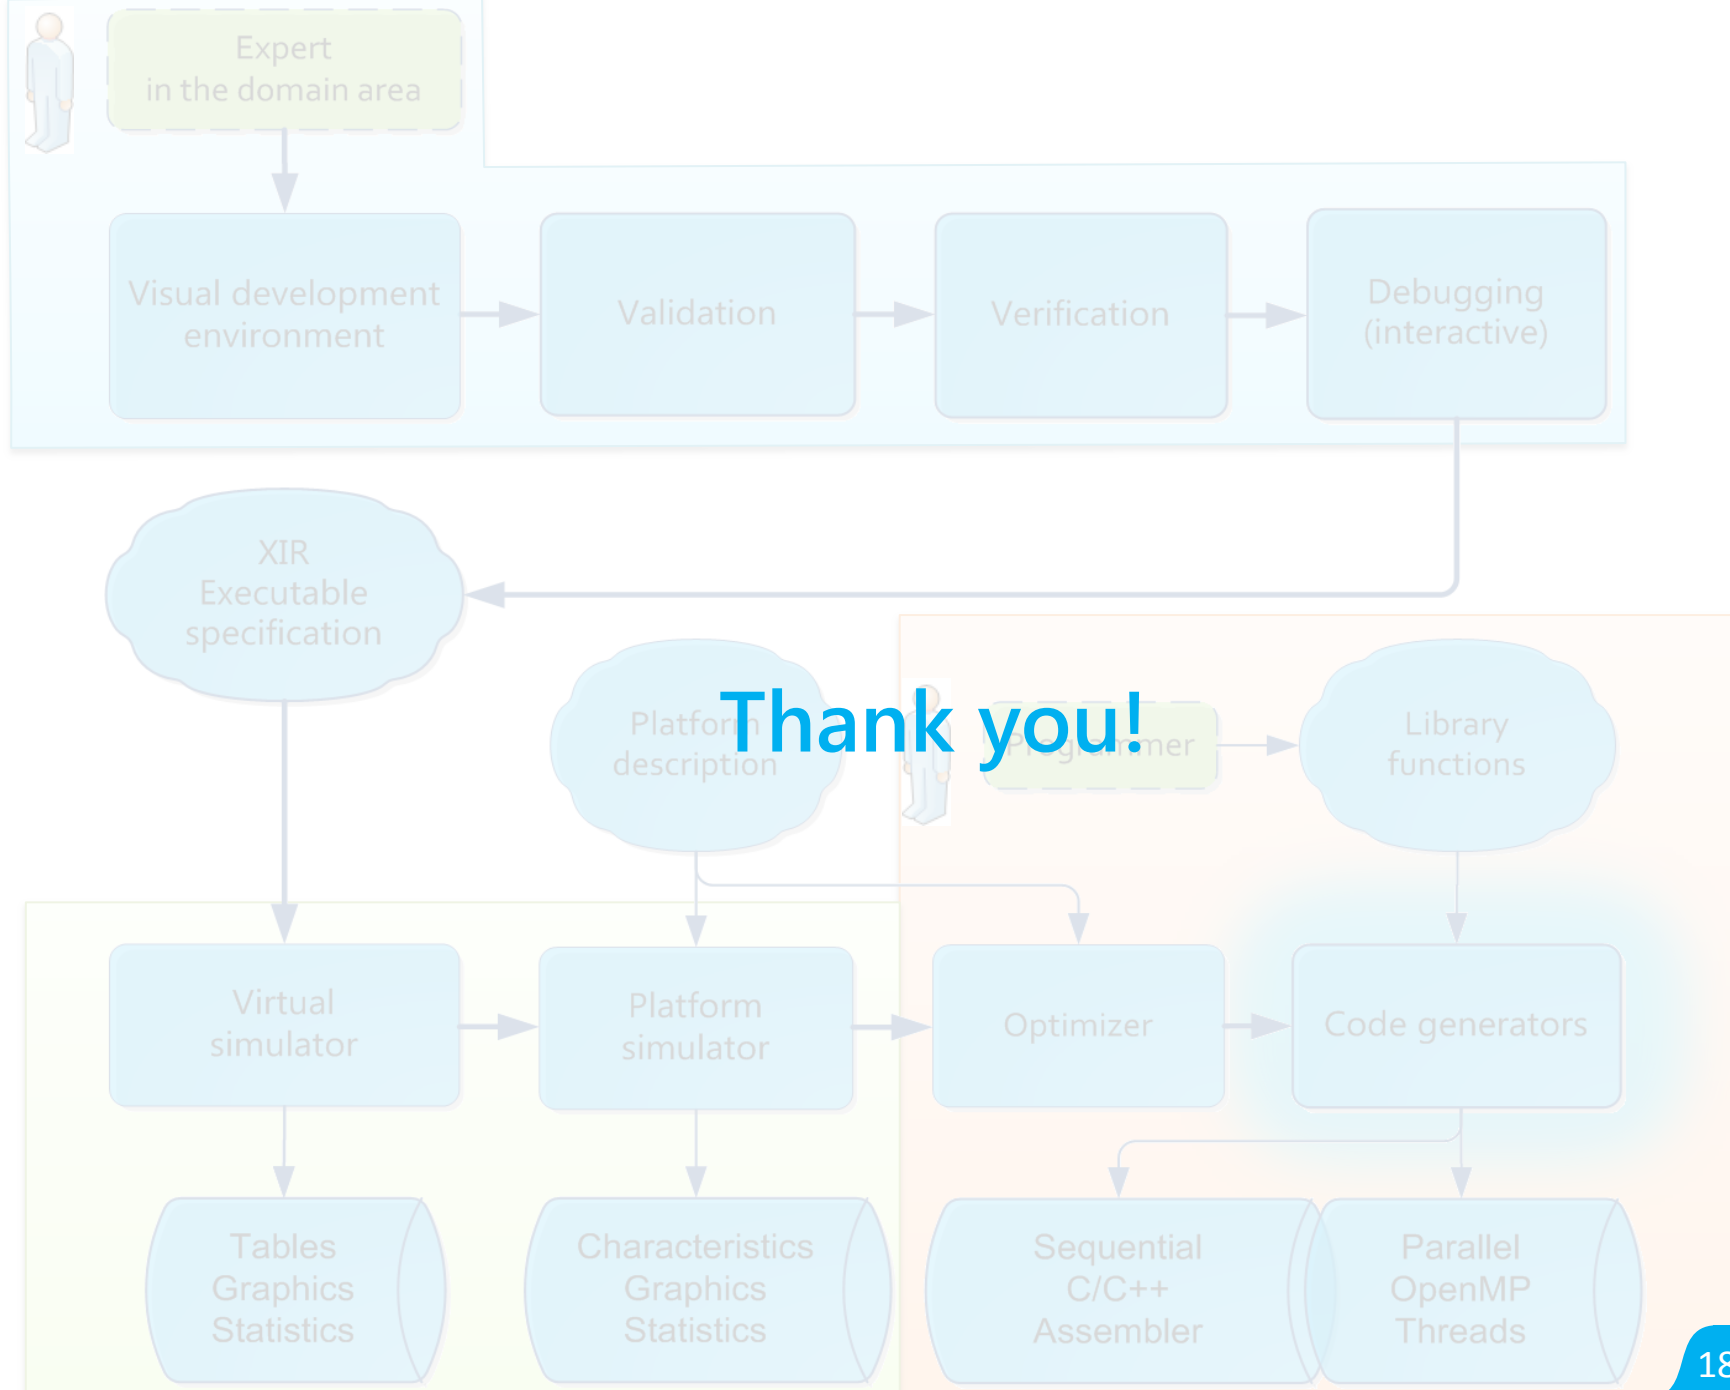 Expert
in the domain area
Visual development
environment
Validation
Verification
Debugging
(interactive)
XIR
Executable
specification
Platform
description
Thank you!
Programmer
Library
functions
Virtual
simulator
Platform
simulator
Optimizer
Code generators
Tables
Graphics
Statistics
Characteristics
Graphics
Statistics
Sequential
C/C++
Assembler
Parallel
OpenMP
Threads
18